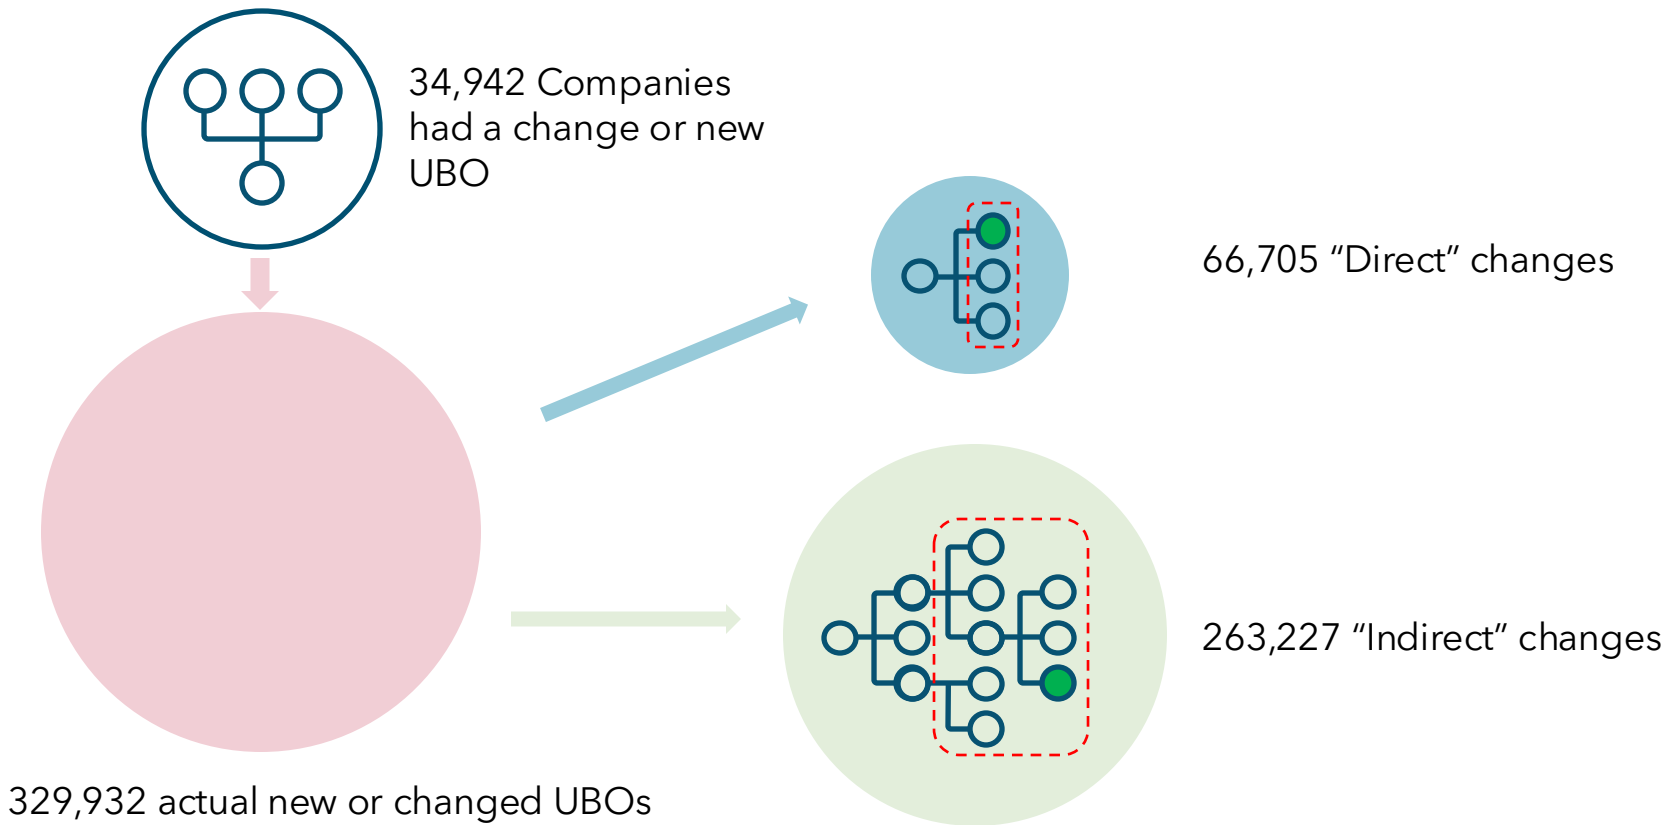 34,942 Companies
had a change or new
UBO
66,705 “Direct” changes
263,227 “Indirect” changes
329,932 actual new or changed UBOs